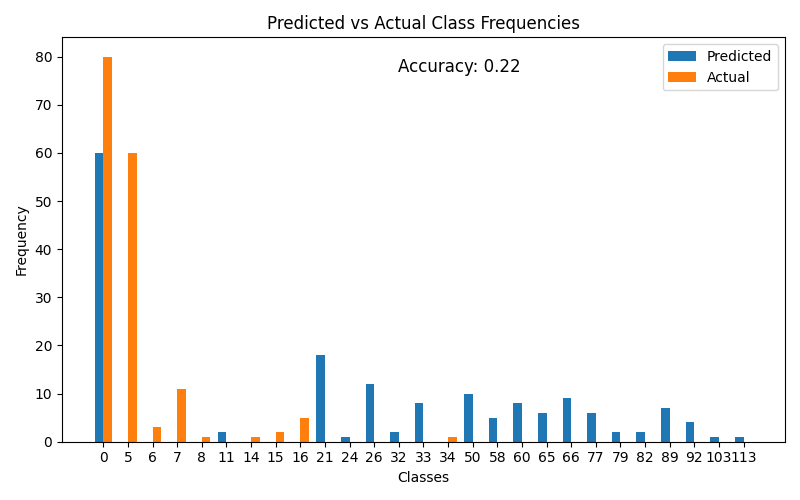 Predicted vs Actual Class Frequencies
Accuracy: 0.22
Predicted
Actual
Frequency
80
70
60
50
40
30
20
10
0
0 5 6 7 8 11 14 15 16 21 24 26 32 33 34 50 58 60 65 66 77 79 82 89 92 103 113
Classes